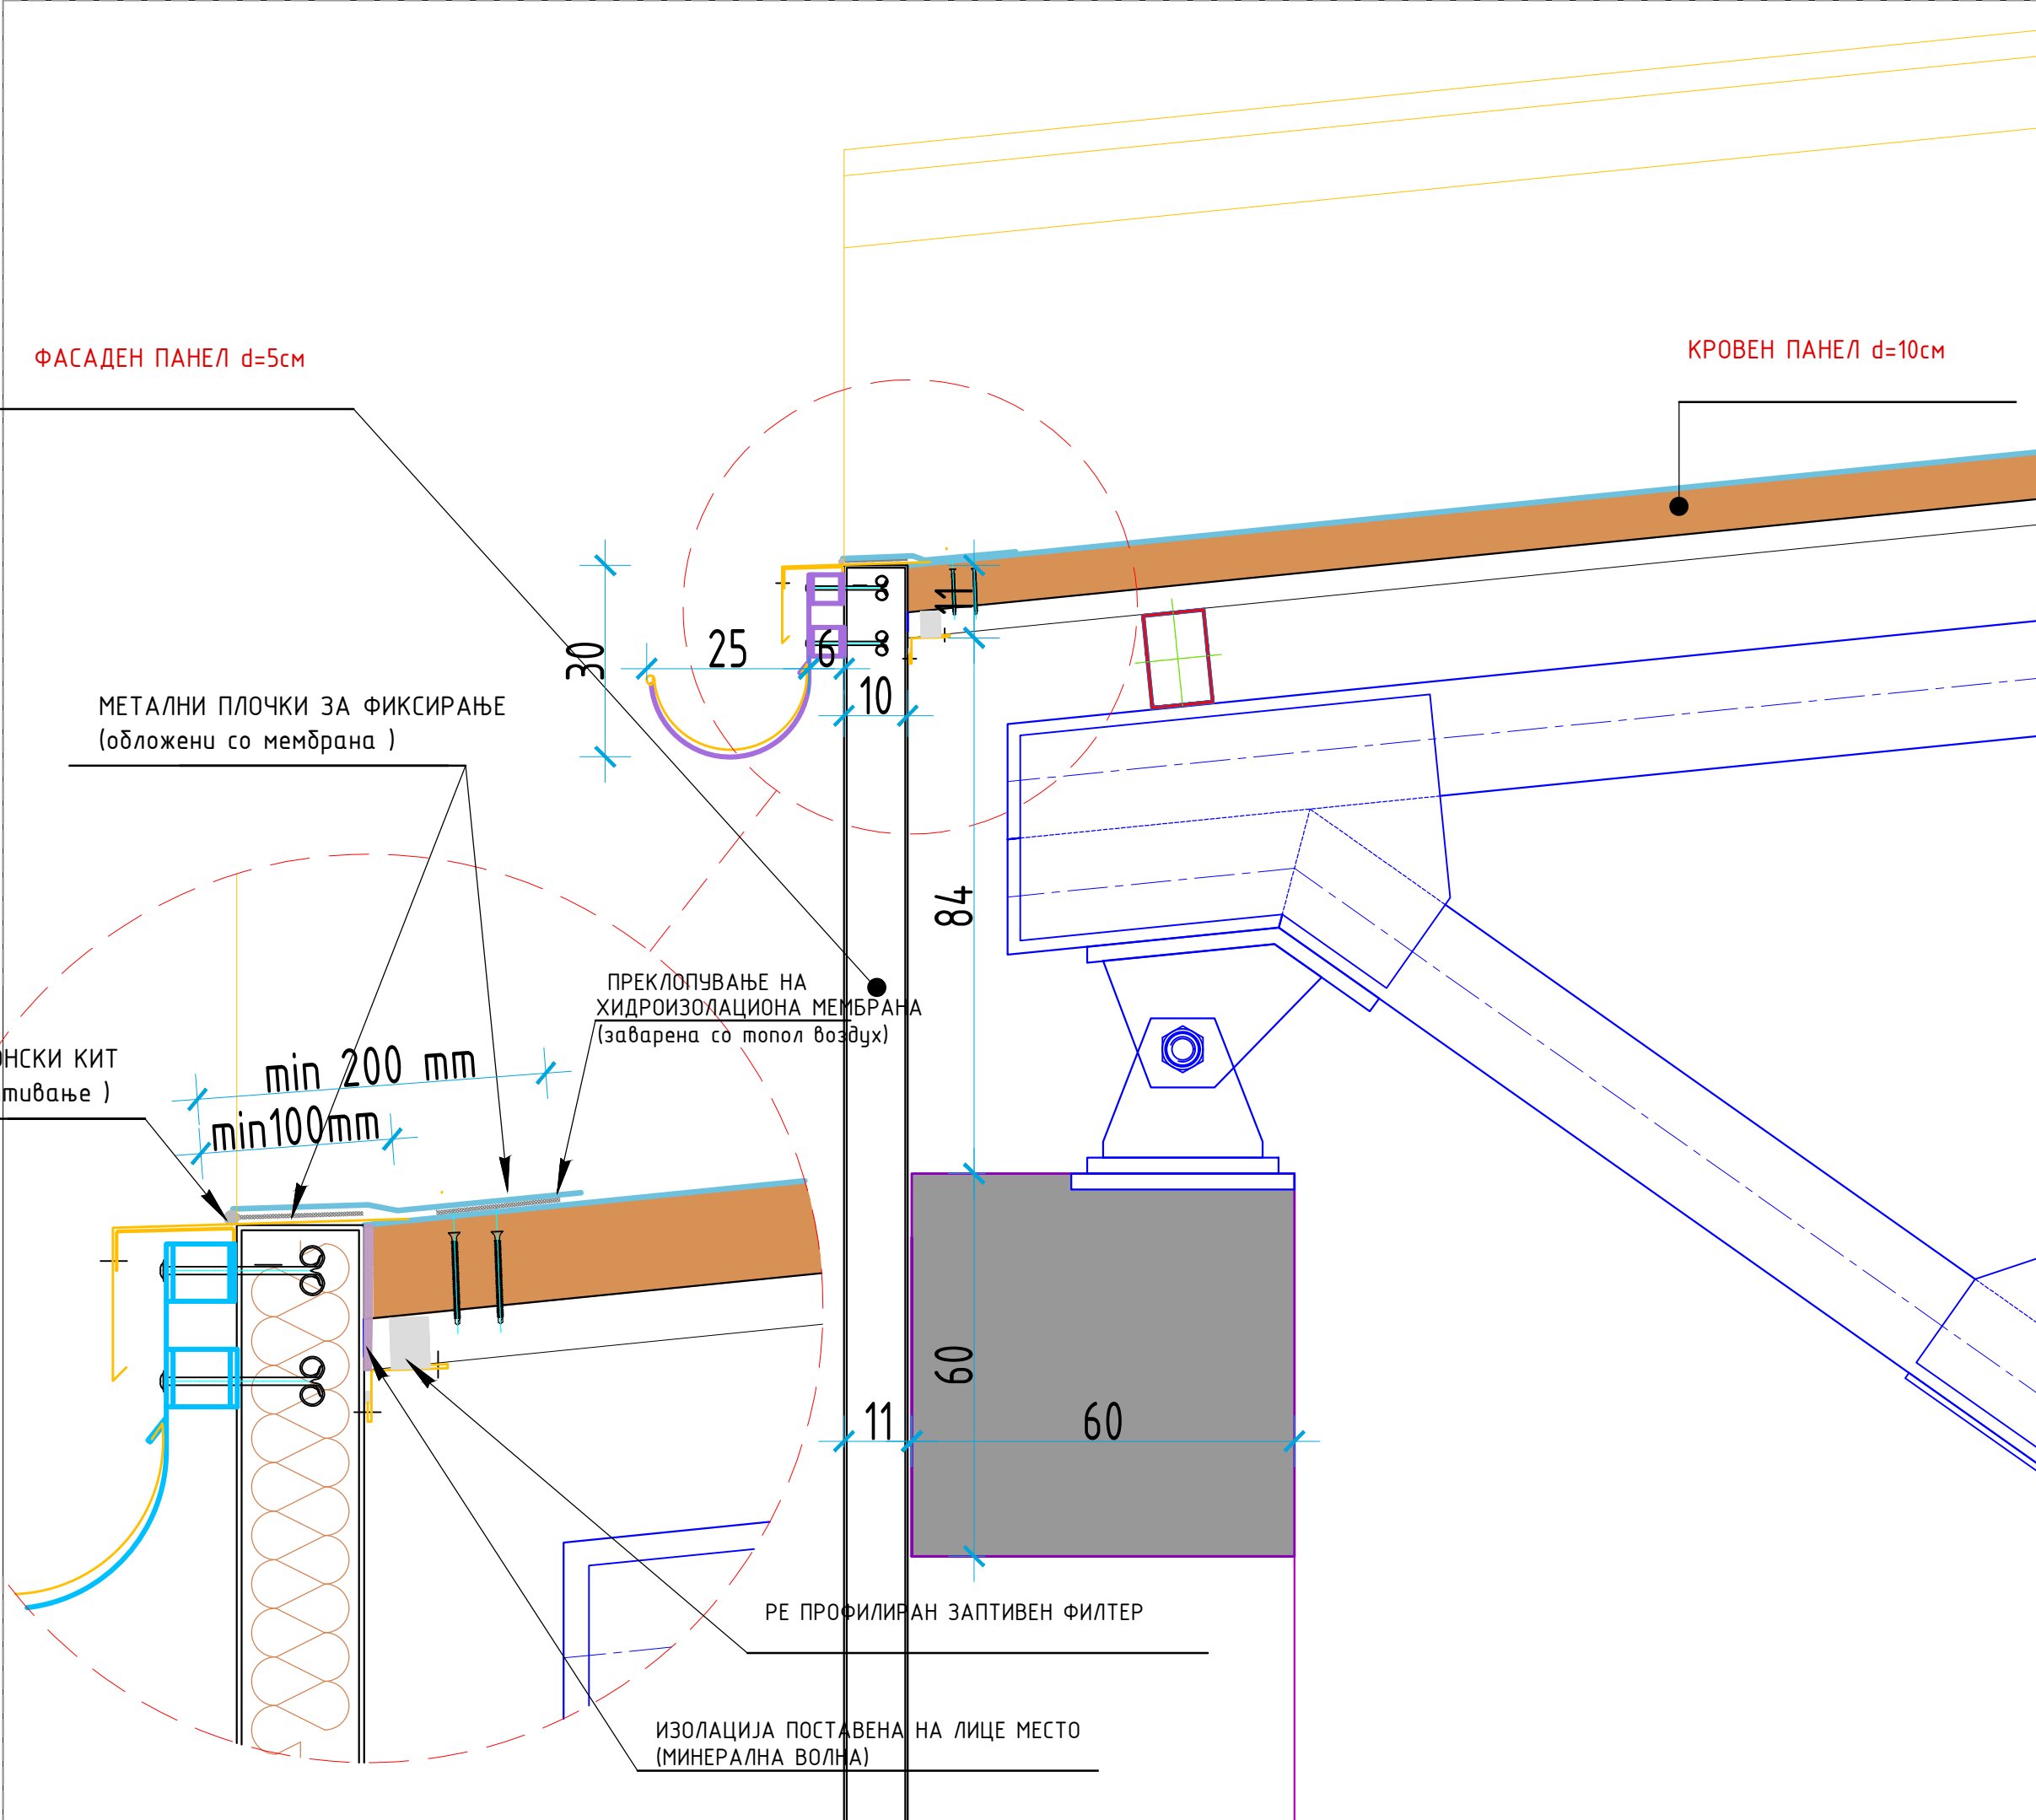 ФАСАДЕН ПАНЕЛ d=5см
КРОВЕН ПАНЕЛ d=10см
30
25
6
10
11
МЕТАЛНИ ПЛОЧКИ ЗА ФИКСИРАЊЕ
(обложени со мембрана )
84
ПРЕКЛОПУВАЊЕ НА
ХИДРОИЗОЛАЦИОНА МЕМБРАНА
(заварена со топол воздух)
КИТ
)
min 200 mm
min100mm
60
11
60
РЕ ПРОФИЛИРАН ЗАПТИВЕН ФИЛТЕР
ИЗОЛАЦИЈА ПОСТАВЕНА НА ЛИЦЕ МЕСТО
(МИНЕРАЛНА ВОЛНА)